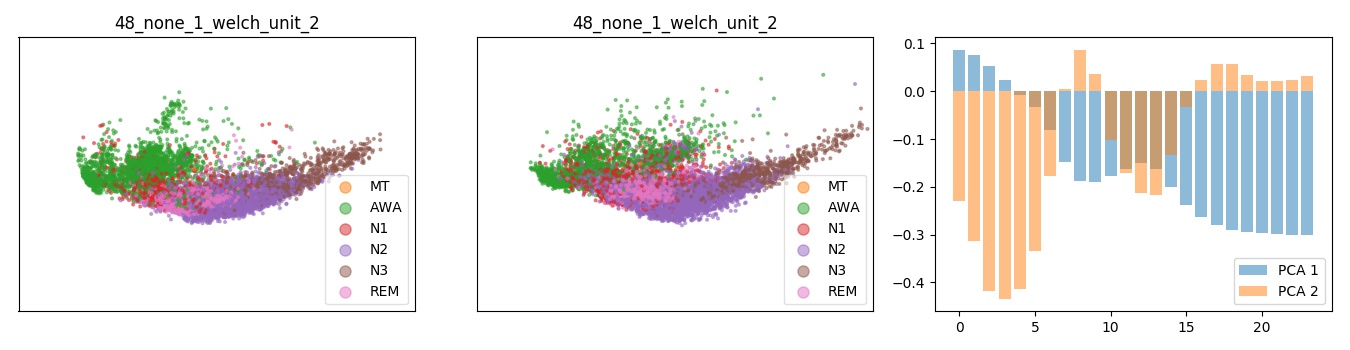 48_none_1_welch_unit_2
MT
AWA
N1
N2
N3
REM
48_none_1_welch_unit_2
MT
AWA
N1
N2
N3
REM
0.1
0.0
−0.1
−0.2
−0.3
−0.4
0 5 10 15 20
PCA 1
PCA 2